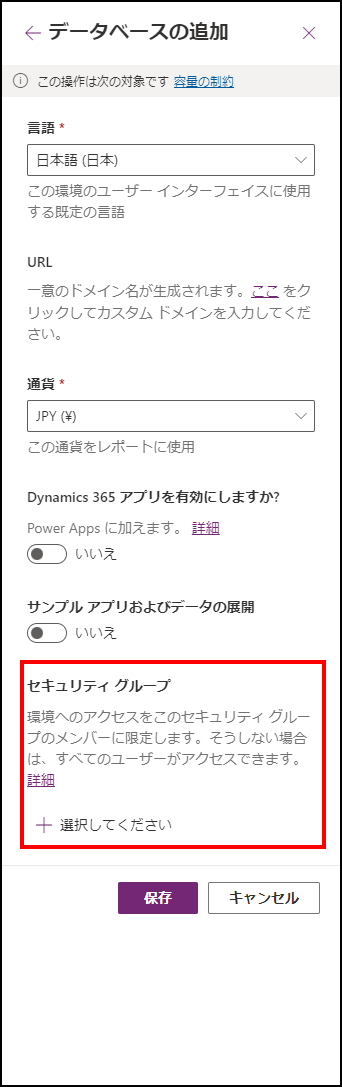 データベースの追加
この操作は次の対象です 容量の制約
言語 *
日本語 (日本)
この環境のユーザー インターフェイスに使用
する既定の言語
URL
一意のドメイン名が生成されます。ここ をク
リックしてカスタム ドメインを入力してくだ
さい。
通貨 *
JPY (¥)
この通貨をレポートに使用
Dynamics 365 アプリを有効にしますか?
Power Apps に加えます。 詳細
いいえ
サンプル アプリおよびデータの展開
いいえ
セキュリティ グループ
環境へのアクセスをこのセキュリティ グルー
プのメンバーに限定します。そうしない場合
は、すべてのユーザーがアクセスできます。
詳細
選択してください
保存 キャンセル